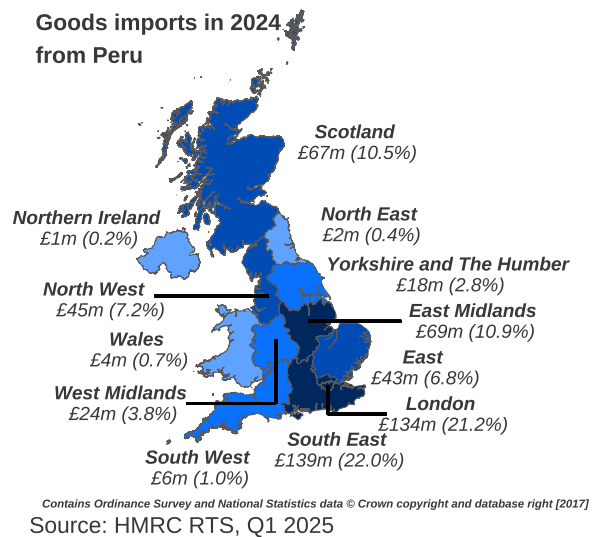 Goods imports in 2024
from Peru
Scotland
£67m (10.5%)
Northern Ireland
£1m (0.2%)
North East
£2m (0.4%)
Yorkshire and The Humber
£18m (2.8%)
North West
£45m (7.2%)
East Midlands
£69m (10.9%)
Wales
£4m (0.7%)
East
£43m (6.8%)
West Midlands
£24m (3.8%)
London
£134m (21.2%)
South East
£139m (22.0%)
South West
£6m (1.0%)
Contains Ordinance Survey and National Statistics data © Crown copyright and database right [2017]
Source: HMRC RTS, Q1 2025